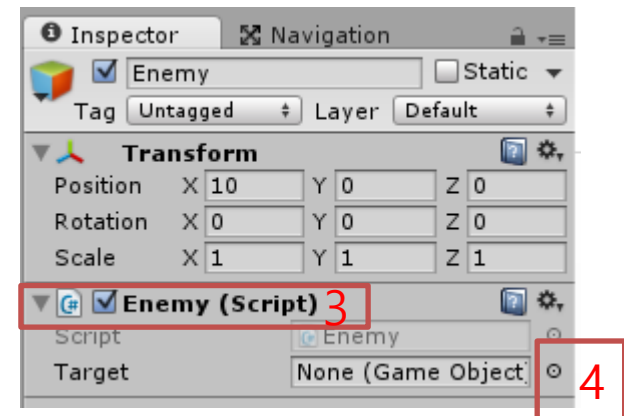 Inspector Navigation
Enemy Static
Tag Untagged Layer Default
Transform
Position X 10 Y 0 Z 0
Rotation X 0 Y 0 Z 0
Scale X 1 Y 1 Z 1
Enemy (Script) 3
Script Enemy
Target None (Game Object) 4